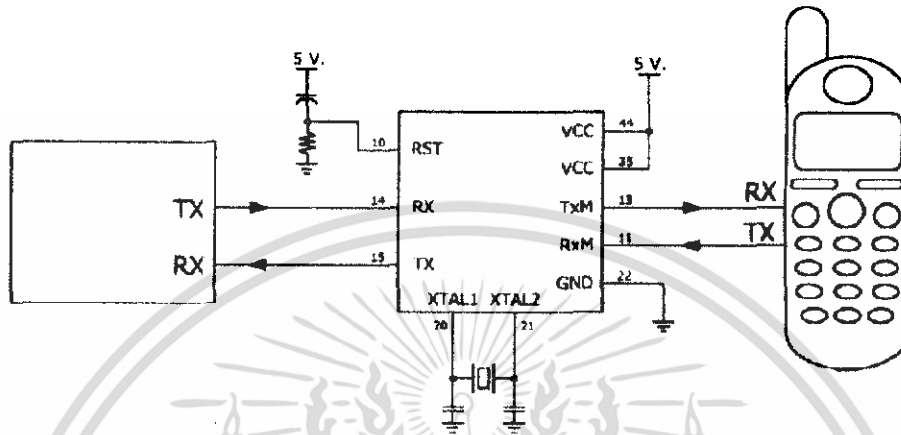 5 V.
5 V.
10
RST
44
VCC
35
VCC
TX
14
RX
TxM
13
RX
RX
15
TX
RxM
11
TX
GND
22
XTAL1
XTAL2
20
21